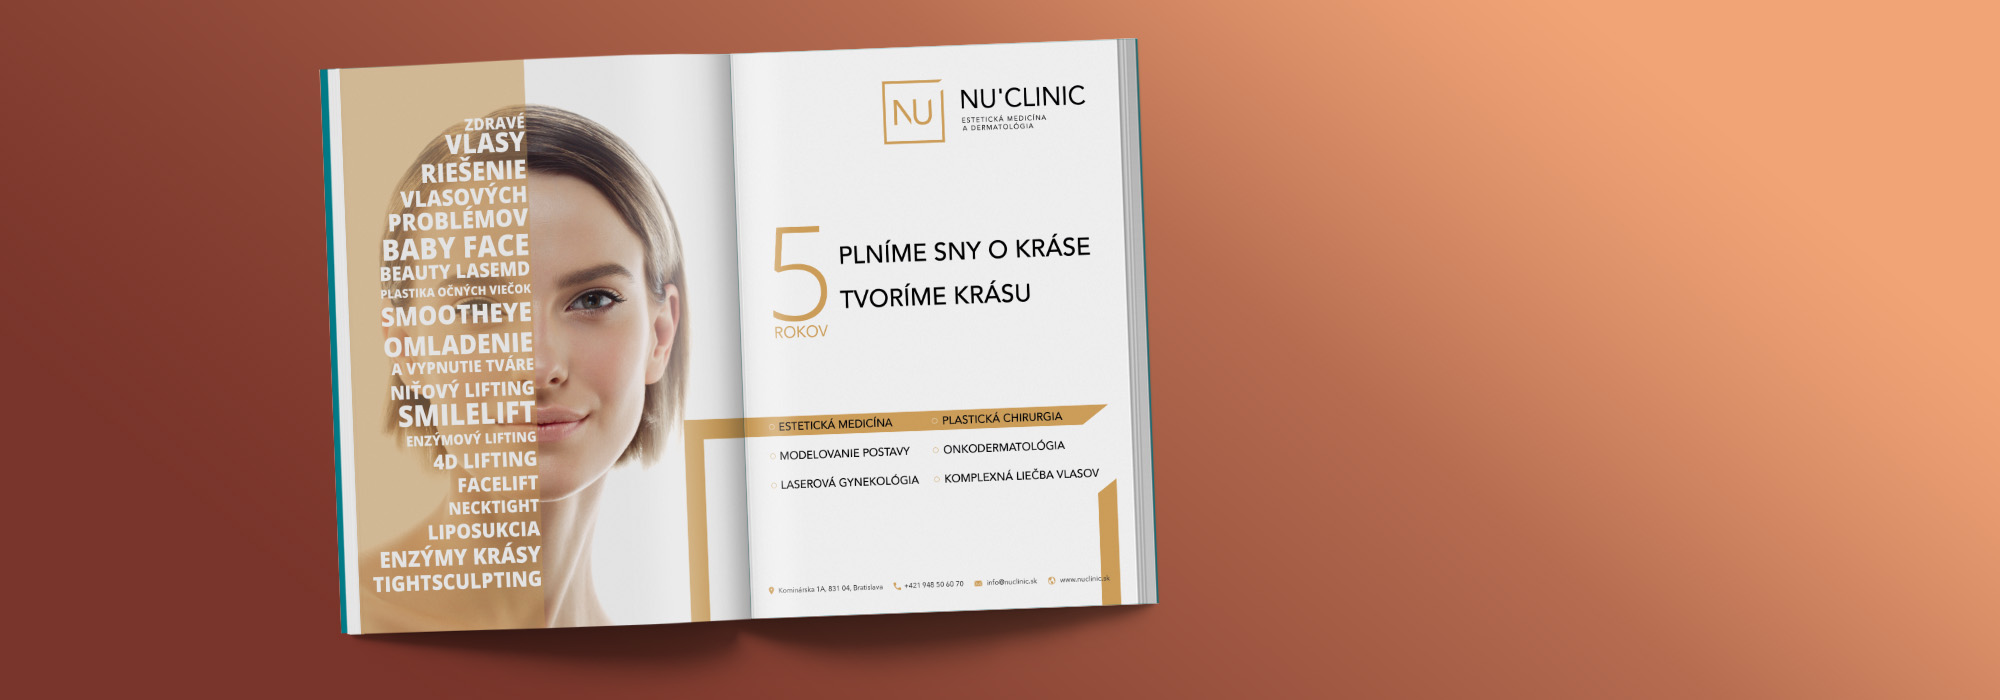 ZDRAVÉ
VLASY
RIEŠENIE
VLASOVÝCH
PROBLÉMOV
BABY FACE
BEAUTY LASEMD
PLASTIKA OČNÝCH VIEČOK
SMOOTHEYE
OMLADENIE
A VYPNUTIE TVÁRE
NIŤOVÝ LIFTING
SMILELIFT
ENZÝMOVÝ LIFTING
4D LIFTING
FACELIFT
NECKTIGHT
LIPOSUKCIA
ENZÝMY KRÁSY
TIGHTSCULPTING
NU
NU'CLINIC
ESTETICKÁ MEDICÍNA
A DERMATOLÓGIA
5
ROKOV
PLNÍME SNY O KRÁSE
TVORÍME KRÁSU
ESTETICKÁ MEDICÍNA
PLASTICKÁ CHIRURGIA
MODELOVANIE POSTAVY
ONKODERMATOLÓGIA
LASEROVÁ GYNEKOLÓGIA
KOMPLEXNÁ LIEČBA VLASOV
Kominárska 1A, 831 04, Bratislava
+421 948 50 60 70
info@nuclinic.sk
www.nuclinic.sk